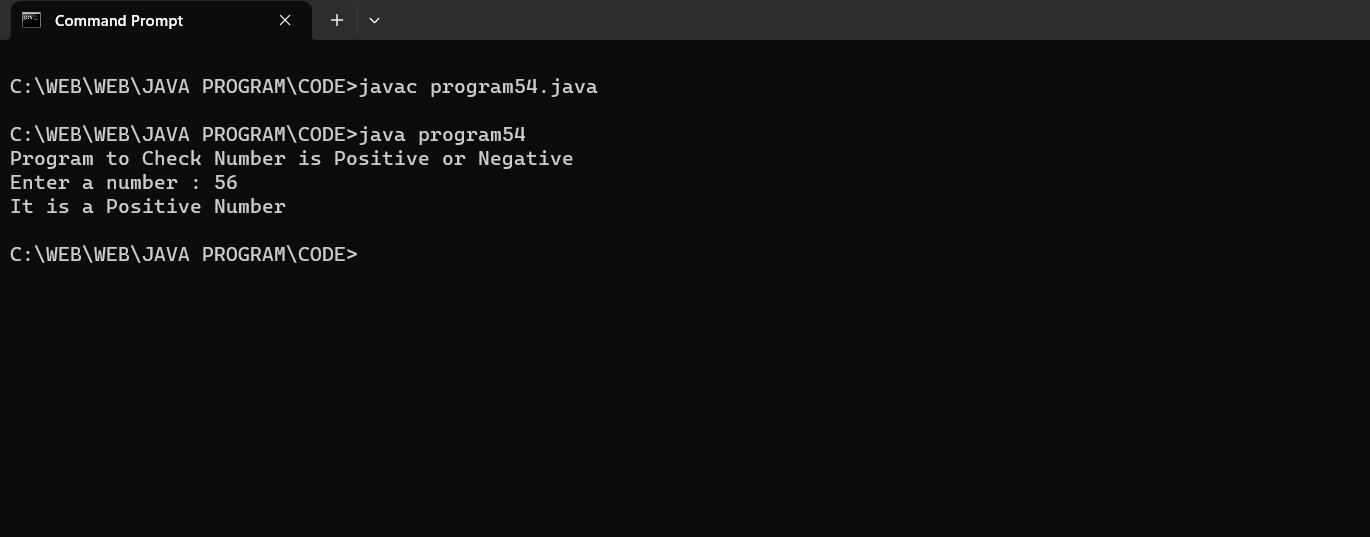 Command Prompt
C:\WEB\WEB\JAVA PROGRAM\CODE>javac program54.java
C:\WEB\WEB\JAVA PROGRAM\CODE>java program54
Program to Check Number is Positive or Negative
Enter a number : 56
It is a Positive Number
C:\WEB\WEB\JAVA PROGRAM\CODE>